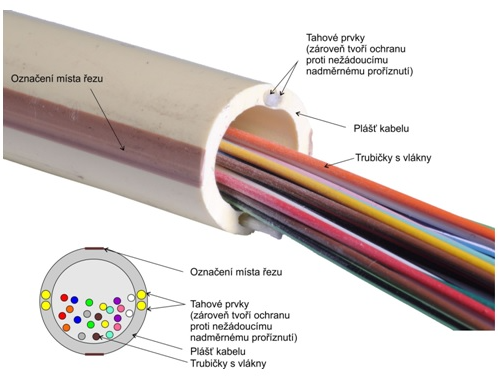 Tahové prvky
(zároveň tvoří ochranu
proti nežádoucímu
nadměrnému proříznutí)
Označení místa řezu
Plášť kabelu
Trubičky s vlákny
Označení místa řezu
Tahové prvky
(zároveň tvoří ochranu
proti nežádoucímu
nadměrnému proříznutí)
Plášť kabelu
Trubičky s vlákny